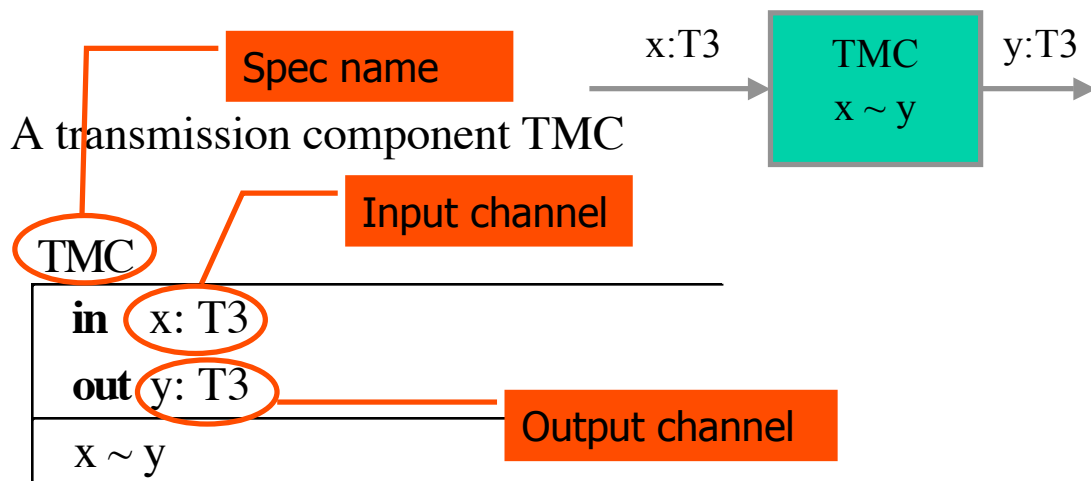 Spec name
x:T3
TMC
x ~ y
y:T3
A transmission component TMC
Input channel
TMC
in x: T3
out y: T3
Output channel
x ~ y